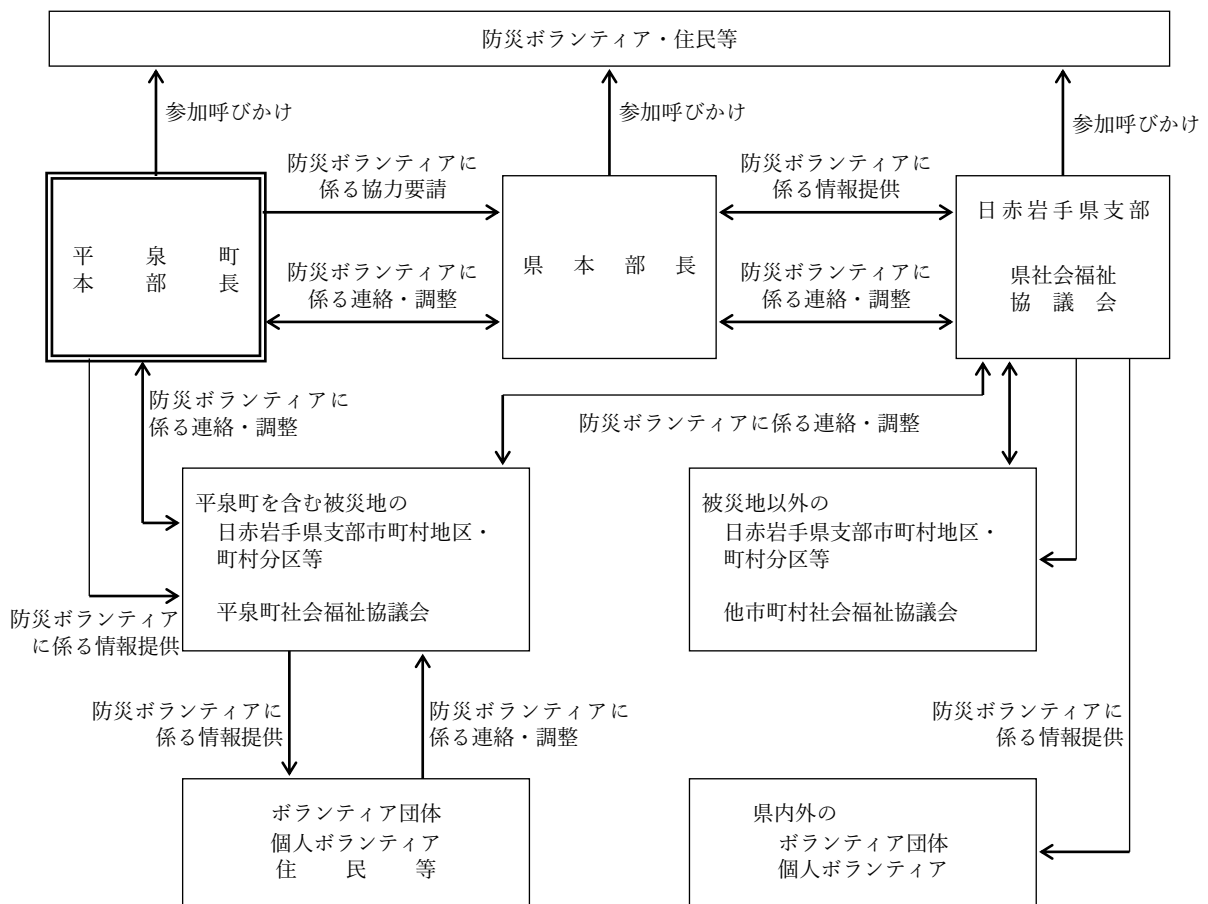 防災ボランティア・住民等
参加呼びかけ
参加呼びかけ
参加呼びかけ
防災ボランティアに
係る協力要請
防災ボランティアに
係る情報提供
平泉町
本部長
県本部長
日赤岩手県支部
県社会福祉
協議会
防災ボランティアに
係る連絡・調整
防災ボランティアに
係る連絡・調整
防災ボランティアに
係る連絡・調整
防災ボランティアに係る連絡・調整
平泉町を含む被災地の
日赤岩手県支部市町村地区・
町村分区等
平泉町社会福祉協議会
被災地以外の
日赤岩手県支部市町村地区・
町村分区等
他市町村社会福祉協議会
防災ボランティア
に係る情報提供
防災ボランティアに
係る情報提供
防災ボランティアに
係る連絡・調整
防災ボランティアに
係る情報提供
ボランティア団体
個人ボランティア
住民等
県内外の
ボランティア団体
個人ボランティア